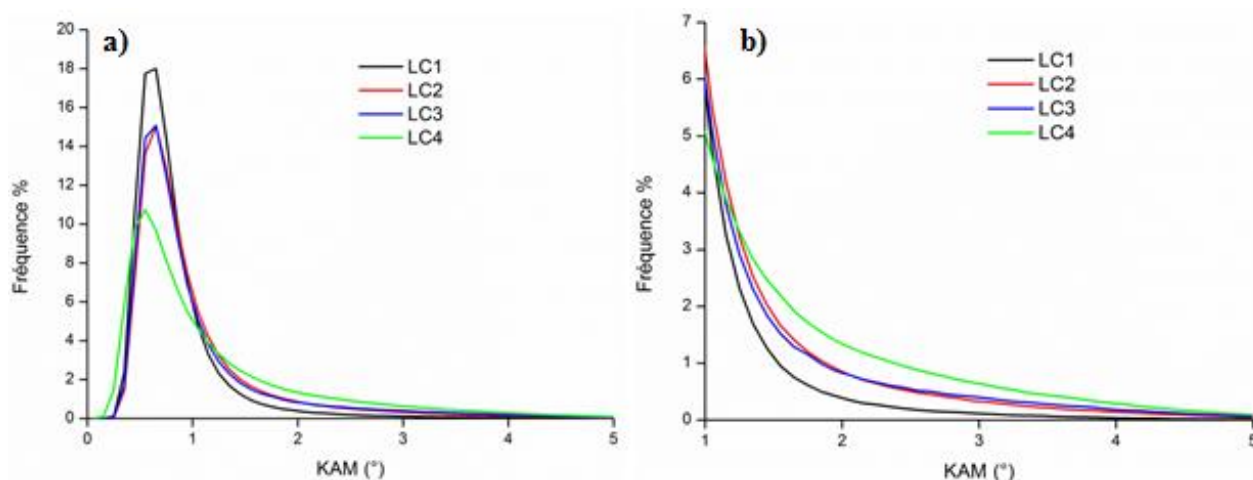 a)
20
18
16
14
12
10
8
6
4
2
0
Fréquence %
LC1
LC2
LC3
LC4
0 1 2 3 4 5
KAM (°)
b)
7
6
5
4
3
2
1
0
Fréquence %
LC1
LC2
LC3
LC4
1 2 3 4 5
KAM (°)